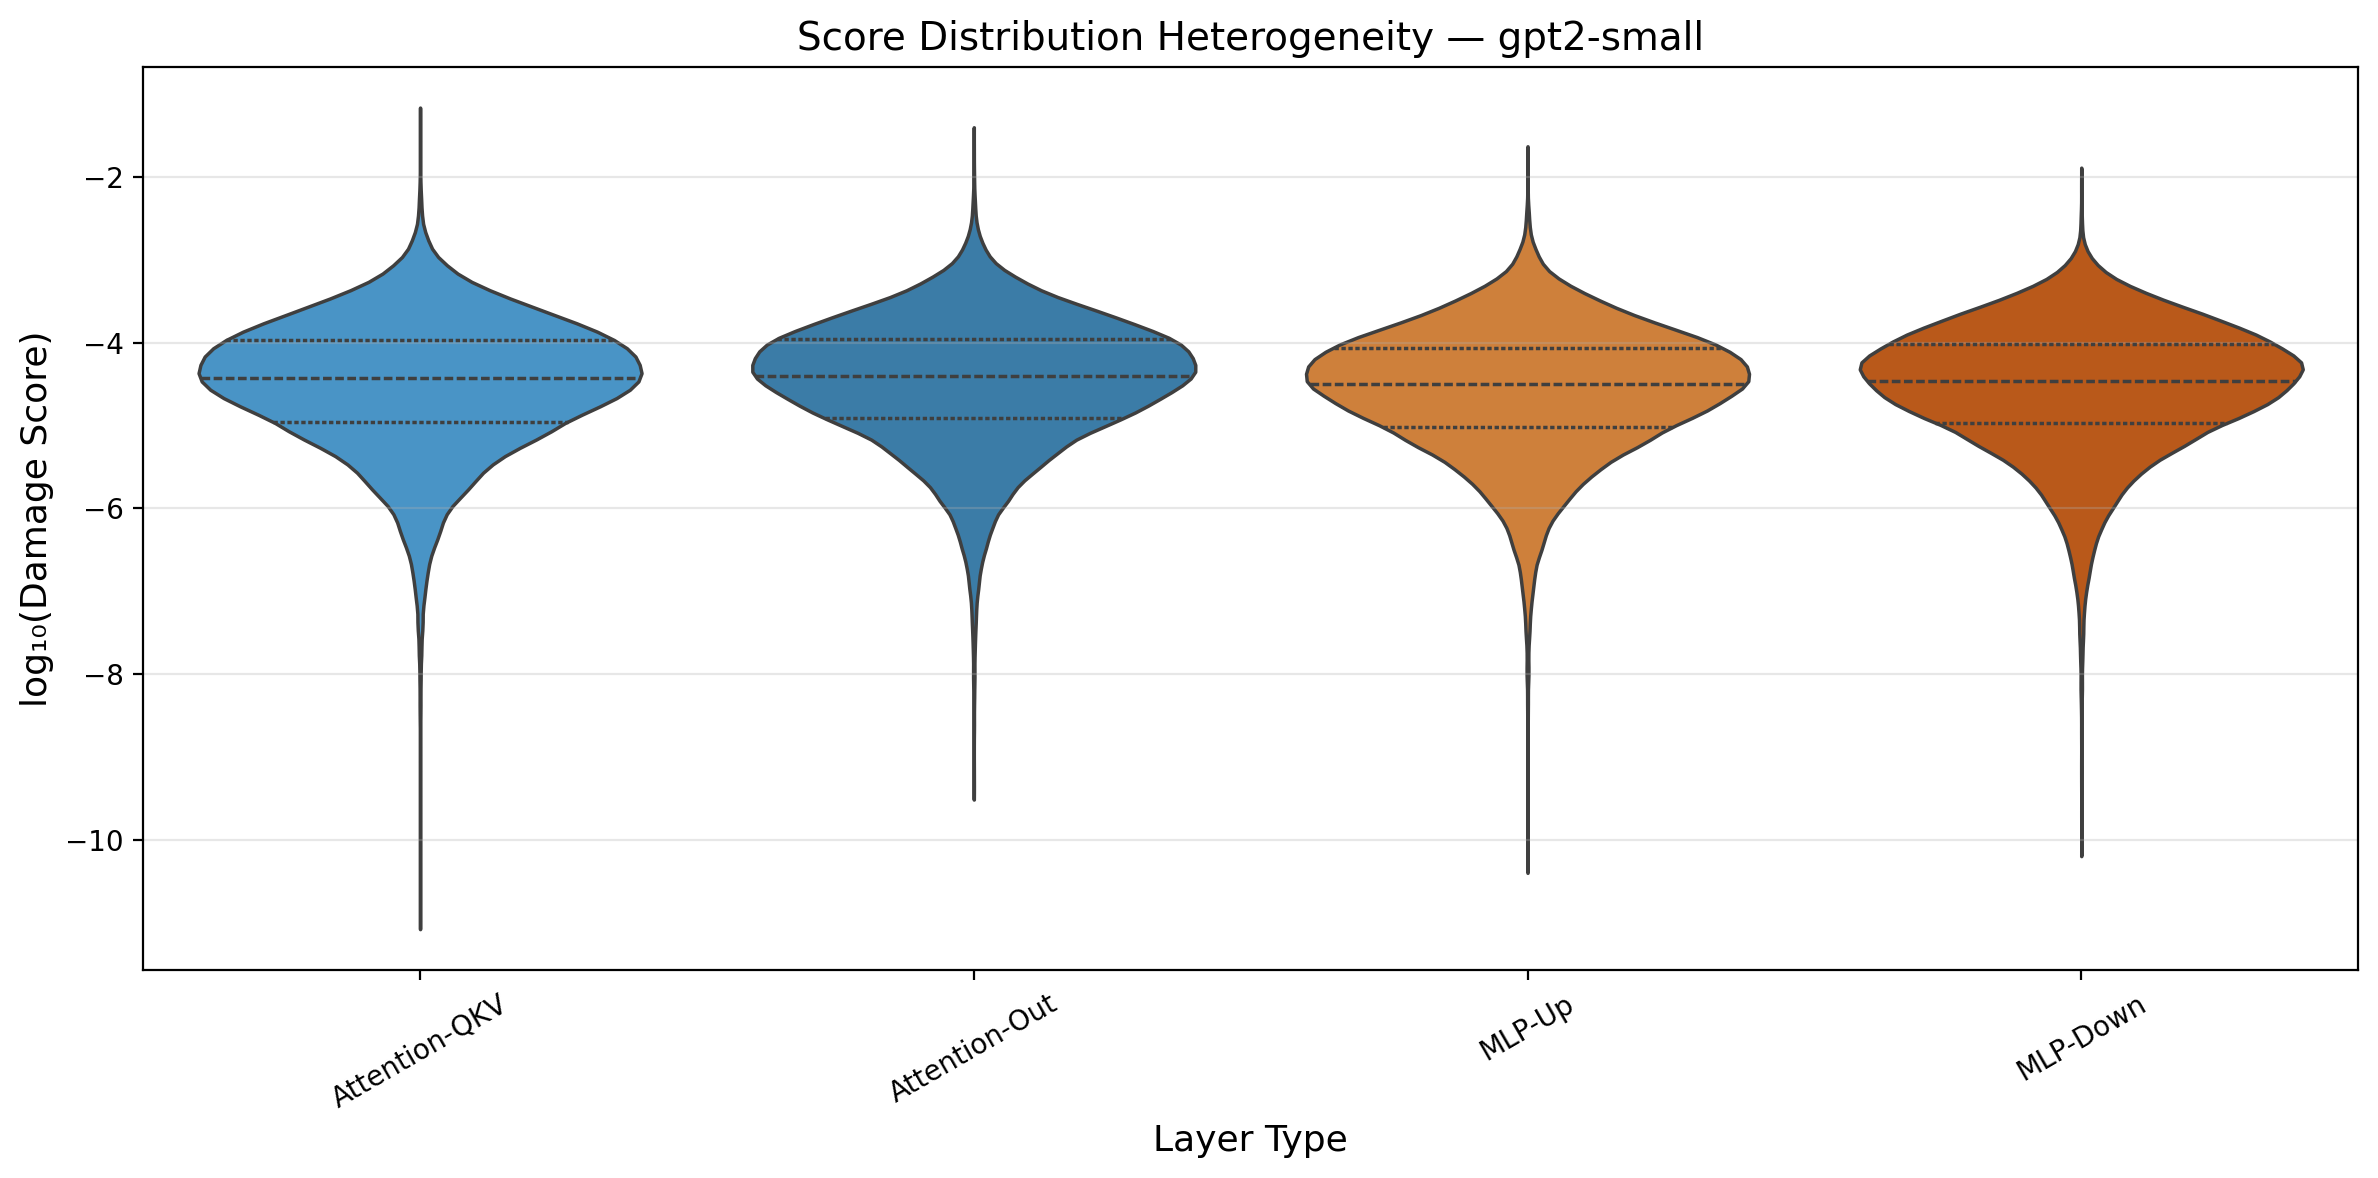 Score Distribution Heterogeneity — gpt2-small
log₁₀(Damage Score)
−2
−4
−6
−8
−10
Attention-QKV
Attention-Out
MLP-Up
MLP-Down
Layer Type